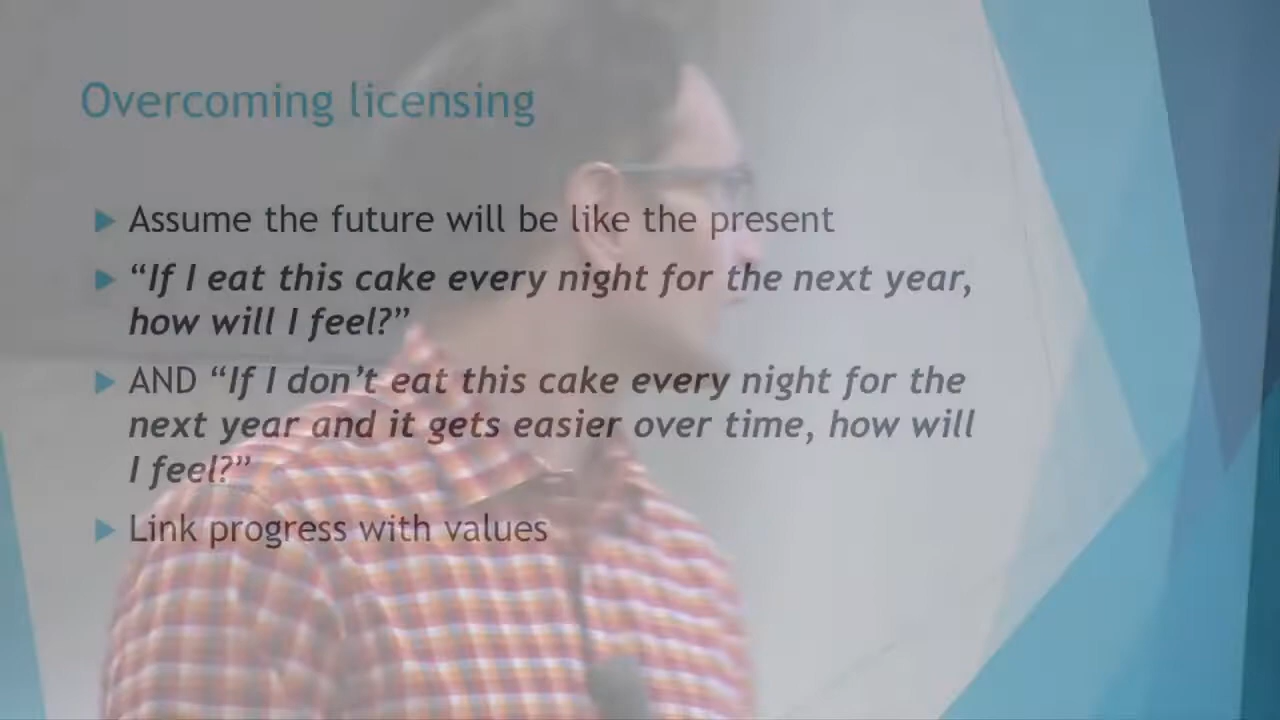 Overcoming licensing
Assume the future will be like the present
“If I eat this cake every night for the next year,
how will I feel?”
AND “If I don’t eat this cake every night for the
next year and it gets easier over time, how will
I feel?”
Link progress with values